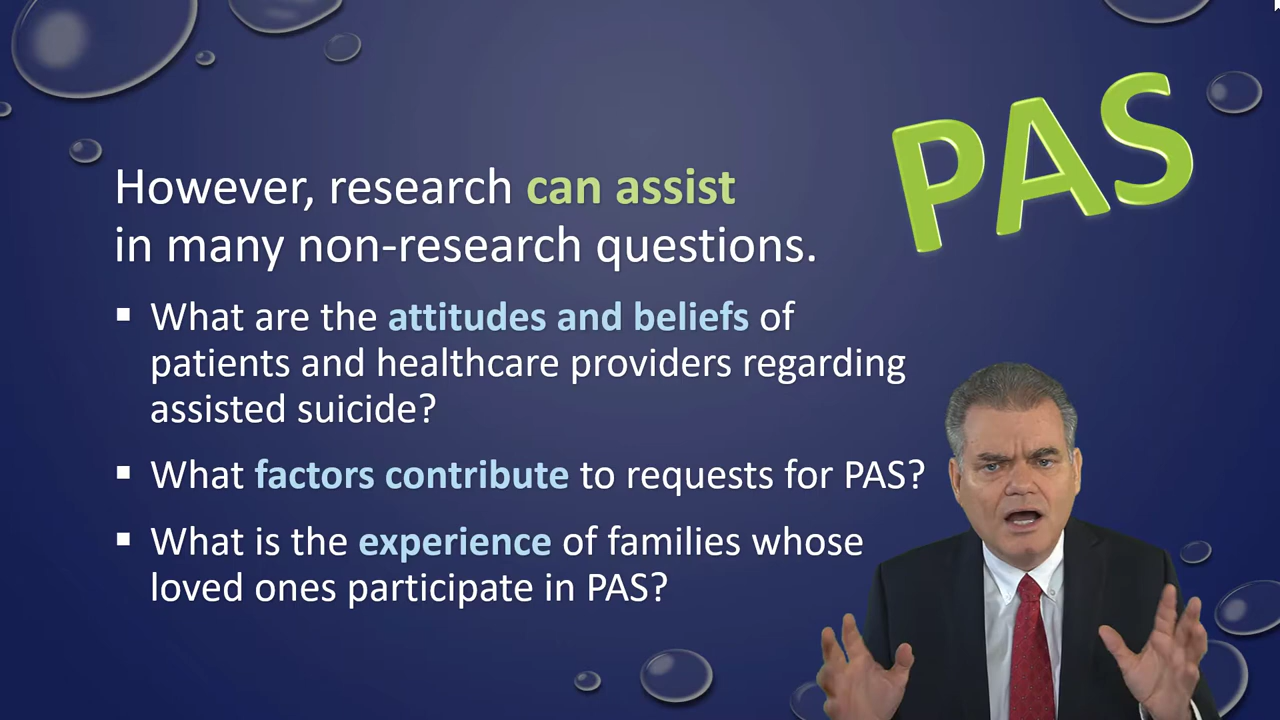 PAS
However, research can assist
in many non-research questions.
▪ What are the attitudes and beliefs of
patients and healthcare providers regarding
assisted suicide?
▪ What factors contribute to requests for PAS?
▪ What is the experience of families whose
loved ones participate in PAS?